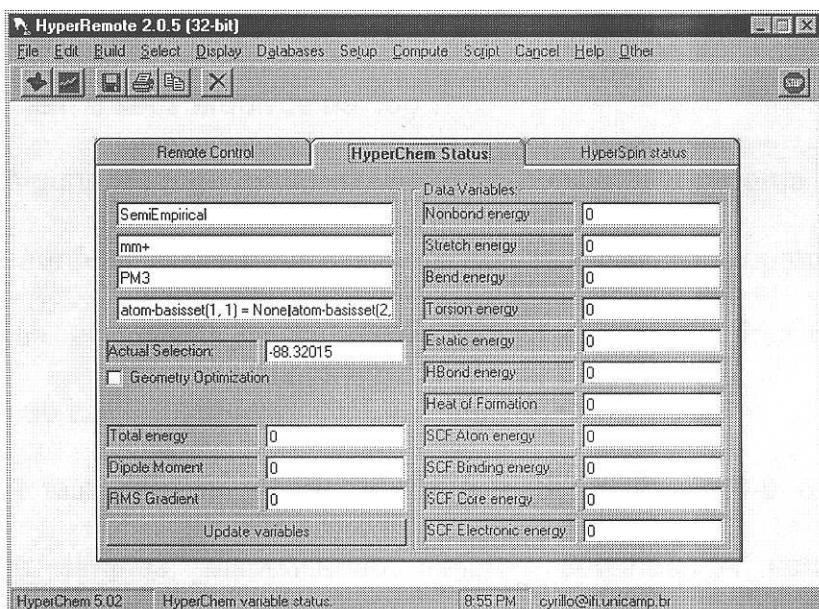 HyperRemote 2.0.5 (32-bit)
File Edit Build Select Display Databases Setup Compute Script Cancel Help Other
STOP
Remote Control HyperChem Status HyperSpin status
SemiEmpirical
mm+
PM3
atom-basisset(1, 1) = None|atom-basisset(2,
Actual Selection: -88.32015
Geometry Optimization
Total energy 0
Dipole Moment 0
RMS Gradient 0
Update variables
Data Variables:
Nonbond energy 0
Stretch energy 0
Bend energy 0
Torsion energy 0
Estatic energy 0
HBond energy 0
Heat of Formation 0
SCF Atom energy 0
SCF Binding energy 0
SCF Core energy 0
SCF Electronic energy 0
HyperChem 5.02 HyperChem variable status. 8:55 PM cyrillo@ifi.unicamp.br